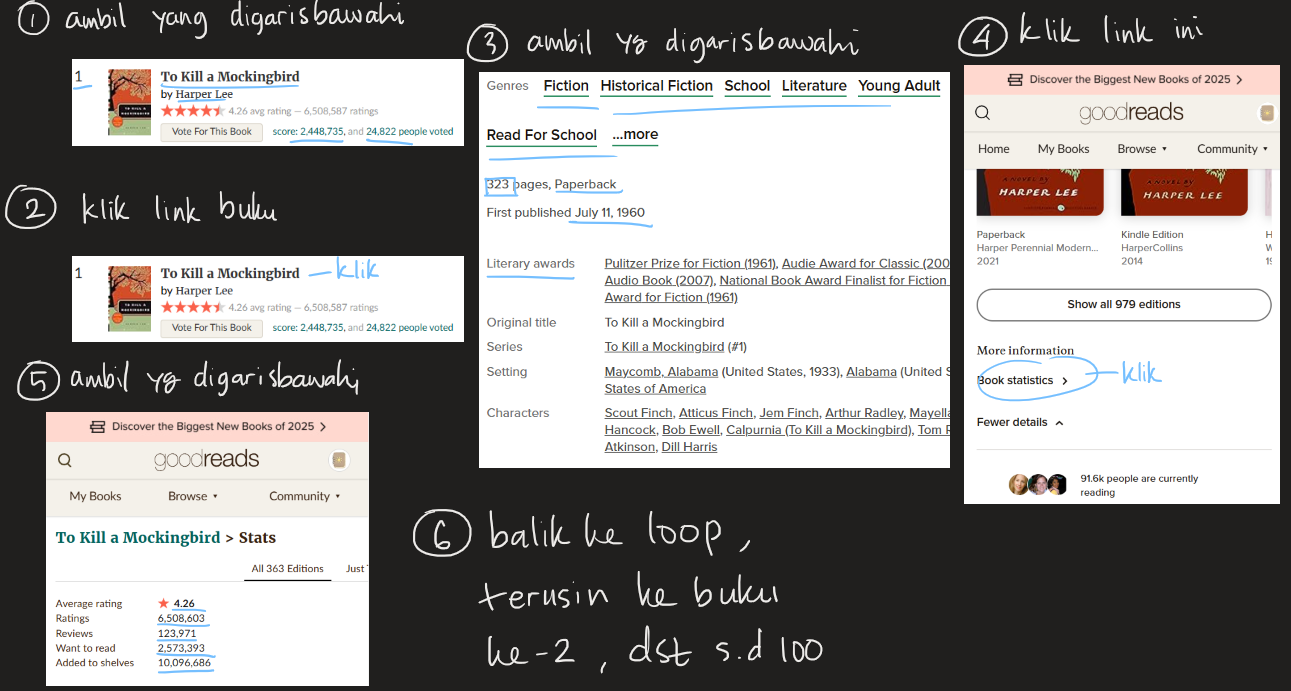 ① ambil yang digarisbawahi
1
To Kill a Mockingbird
by Harper Lee
4.26 avg rating — 6,508,587 ratings
Vote For This Book
score: 2,448,735, and 24,822 people voted
② klik link buku
1
To Kill a Mockingbird – klik
by Harper Lee
4.26 avg rating — 6,508,587 ratings
Vote For This Book
score: 2,448,735, and 24,822 people voted
③ ambil yg digarisbawahi
Genres Fiction Historical Fiction School Literature Young Adult
Read For School ...more
323 pages, Paperback
First published July 11, 1960
Literary awards Pulitzer Prize for Fiction (1961), Audie Award for Classic (200
Audio Book (2007), National Book Award Finalist for Fiction
Award for Fiction (1961)
Original title To Kill a Mockingbird
Series To Kill a Mockingbird (#1)
Setting Maycomb, Alabama (United States, 1933), Alabama (United S
States of America
Characters Scout Finch, Atticus Finch, Jem Finch, Arthur Radley, Mayella
Hancock, Bob Ewell, Calpurnia (To Kill a Mockingbird), Tom R
Atkinson, Dill Harris
④ klik link ini
Discover the Biggest New Books of 2025 >
goodreads
Home My Books Browse ▾ Community ▾
A NOVEL BY
HARPER LEE
A NOVEL BY
HARPER LEE
Paperback
Harper Perennial Modern...
2021
Kindle Edition
HarperCollins
2014
Show all 979 editions
More information
Book statistics > – klik
Fewer details
91.6k people are currently
reading
⑤ ambil yg digarisbawahi
Discover the Biggest New Books of 2025 >
goodreads
My Books Browse ▾ Community ▾
To Kill a Mockingbird > Stats
All 363 Editions Just
Average rating 4.26
Ratings 6,508,603
Reviews 123,971
Want to read 2,573,393
Added to shelves 10,096,686
⑥ balik ke loop,
terusin ke buku
ke-2, dst s.d 100